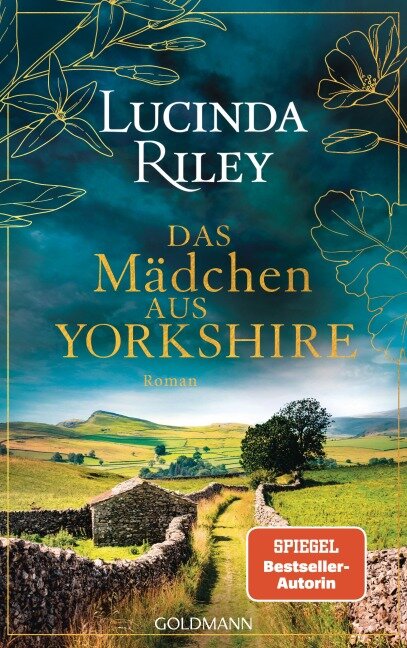 LUCINDA
RILEY
DAS
Mädchen
AUS
YORKSHIRE
Roman
SPIEGEL
Bestseller-
Autorin
GOLDMANN